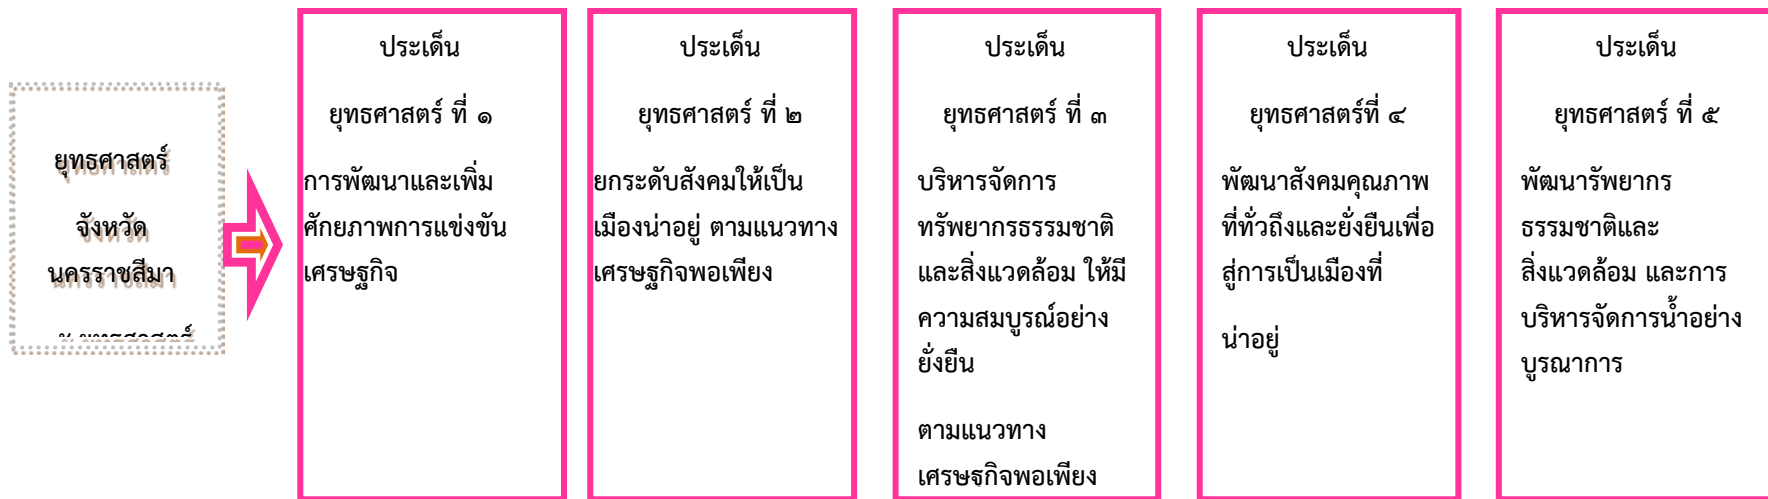 ยุทธศาสตร์
จังหวัด
นครราชสีมา
ยุทธศาสตร์
ประเด็น
ยุทธศาสตร์ ที่ ๑
การพัฒนาและเพิ่ม
ศักยภาพการแข่งขัน
เศรษฐกิจ
ประเด็น
ยุทธศาสตร์ ที่ ๒
ยกระดับสังคมให้เป็น
เมืองน่าอยู่ ตามแนวทาง
เศรษฐกิจพอเพียง
ประเด็น
ยุทธศาสตร์ ที่ ๓
บริหารจัดการ
ทรัพยากรธรรมชาติ
และสิ่งแวดล้อม ให้มี
ความสมบูรณ์อย่าง
ยั่งยืน
ตามแนวทาง
เศรษฐกิจพอเพียง
ประเด็น
ยุทธศาสตร์ที่ ๔
พัฒนาสังคมคุณภาพ
ที่ทั่วถึงและยั่งยืนเพื่อ
สู่การเป็นเมืองที่
น่าอยู่
ประเด็น
ยุทธศาสตร์ ที่ ๕
พัฒนารัพยากร
ธรรมชาติและ
สิ่งแวดล้อม และการ
บริหารจัดการน้ำอย่าง
บูรณาการ